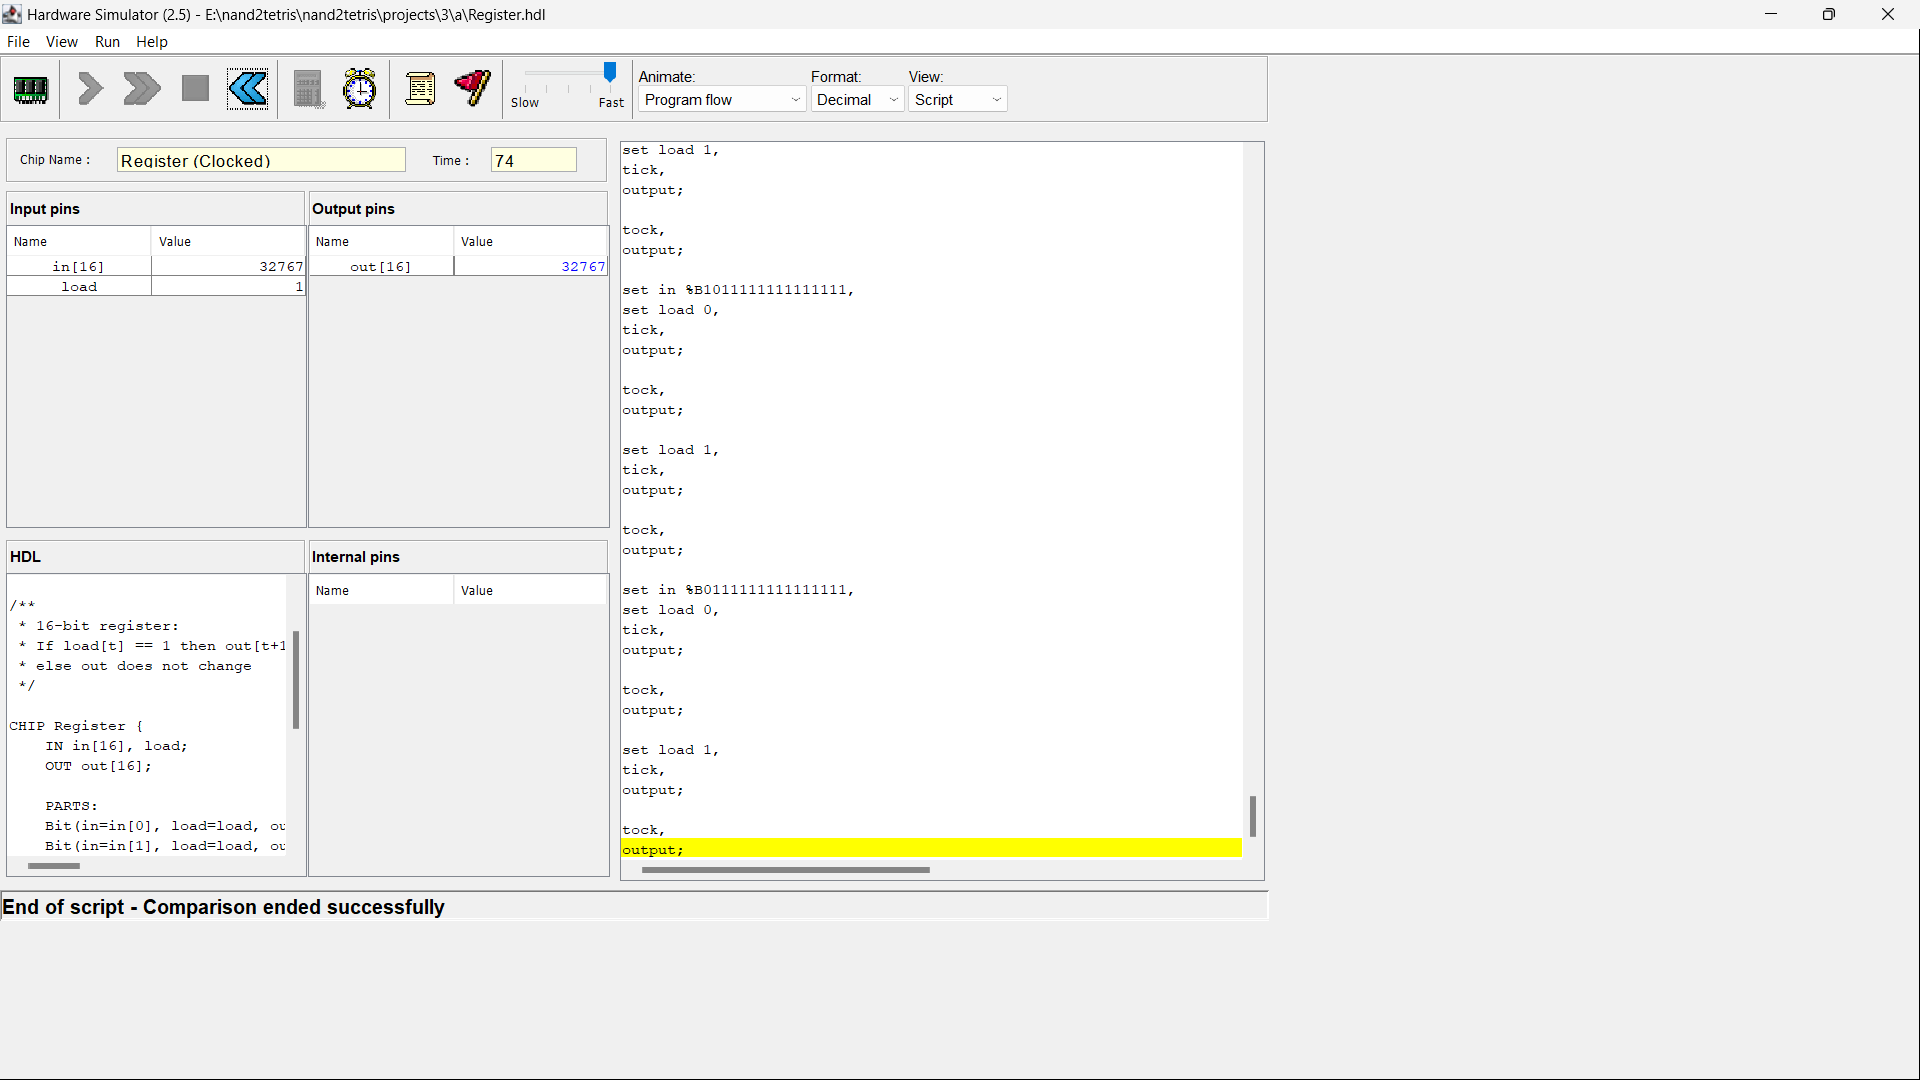 Hardware Simulator (2.5) - E:\nand2tetris\nand2tetris\projects\3\a\Register.hdl
File View Run Help
Slow Fast
Animate:
Program flow
Format:
Decimal
View:
Script
Chip Name :
Register (Clocked)
Time :
74
Input pins
Name Value
in[16] 32767
load 1
Output pins
Name Value
out[16] 32767
HDL
/**
* 16-bit register:
* If load[t] == 1 then out[t+1
* else out does not change
*/
CHIP Register {
IN in[16], load;
OUT out[16];
PARTS:
Bit(in=in[0], load=load, ou
Bit(in=in[1], load=load, ou
Internal pins
Name Value
set load 1,
tick,
output;
tock,
output;
set in %B1011111111111111,
set load 0,
tick,
output;
tock,
output;
set load 1,
tick,
output;
tock,
output;
set in %B0111111111111111,
set load 0,
tick,
output;
tock,
output;
set load 1,
tick,
output;
tock,
output;
End of script - Comparison ended successfully